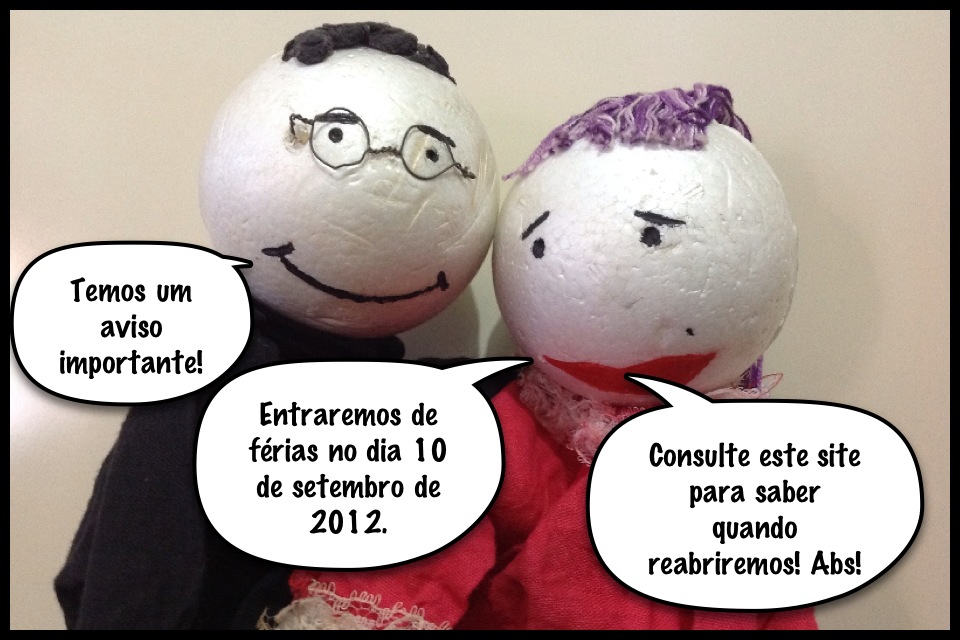 Temos um
aviso
importante!
Entraremos de
férias no dia 10
de setembro de
2012.
Consulte este site
para saber
quando
reabriremos! Abs!